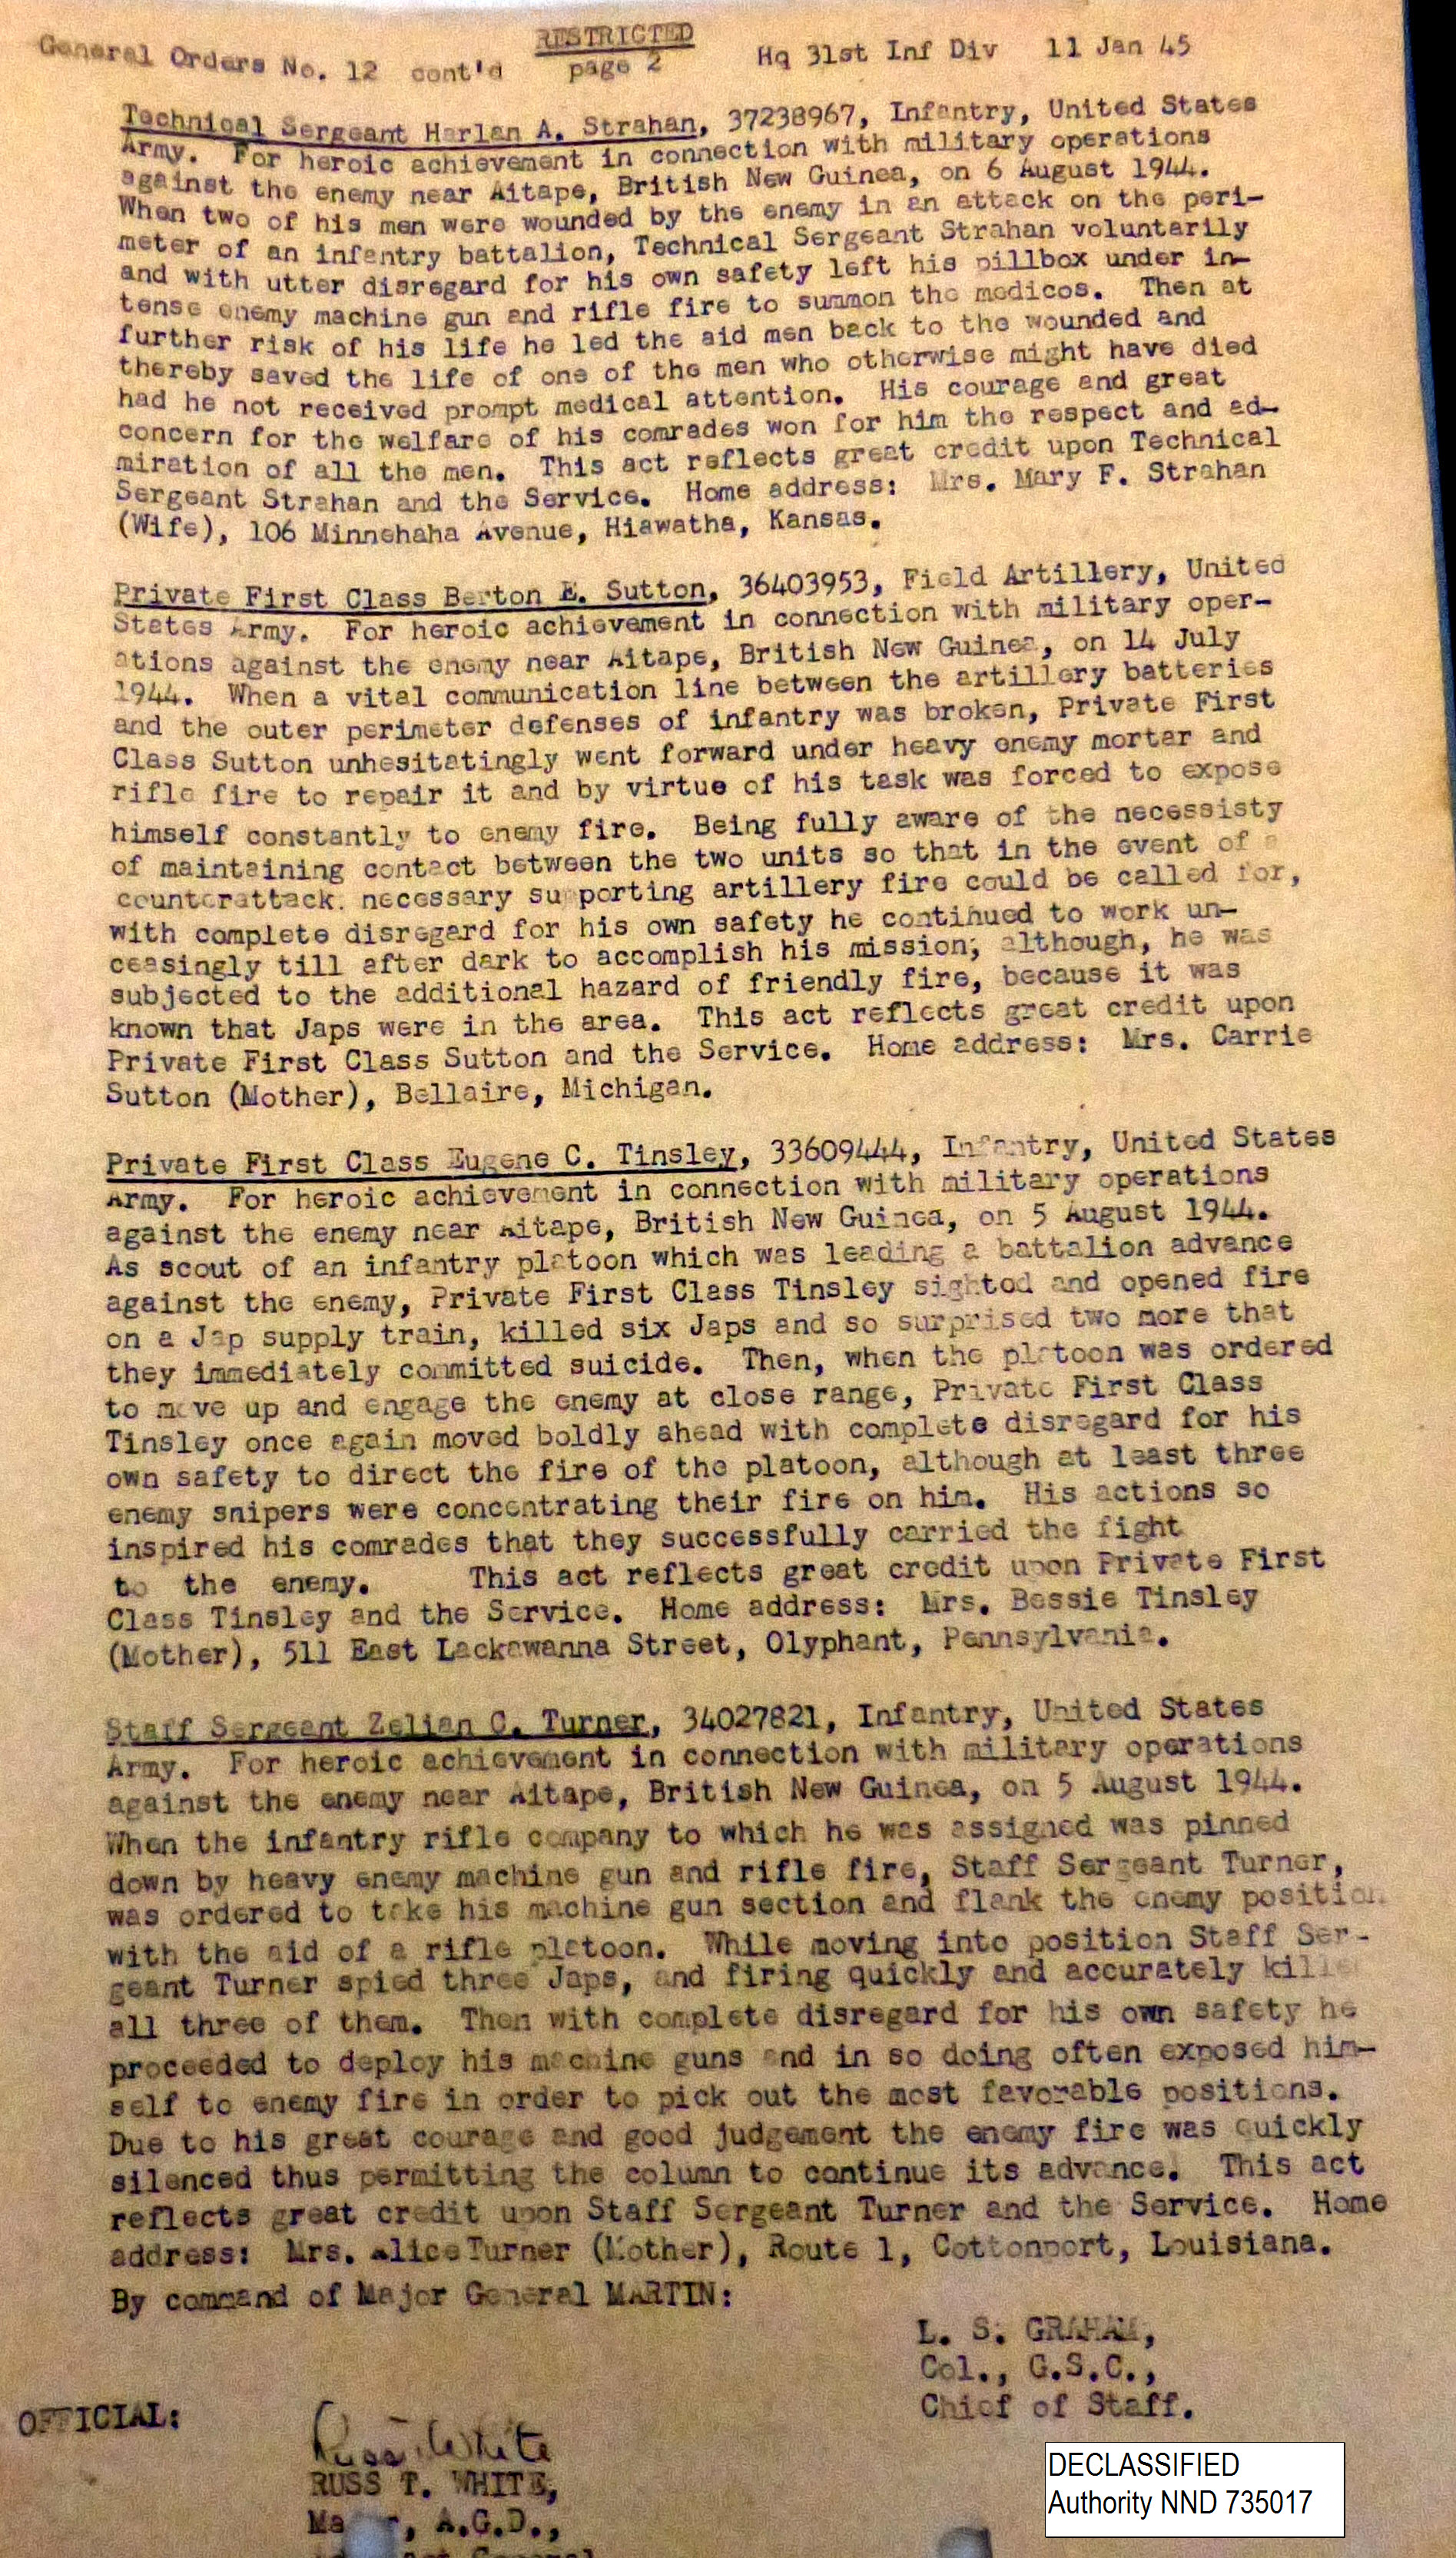 General Orders No. 12 cont'd RESTRICTED Hq 31st Inf Div 11 Jan 45
page 2
Technical Sergeant Harlan A. Strahan, 37238967, Infantry, United States
Army. For heroic achievement in connection with military operations
against the enemy near Aitape, British New Guinea, on 6 August 1944.
When two of his men were wounded by the enemy in an attack on the peri-
meter of an infantry battalion, Technical Sergeant Strahan voluntarily
and with utter disregard for his own safety left his pillbox under in-
tense enemy machine gun and rifle fire to summon the medicos. Then at
further risk of his life he led the aid men back to the wounded and
thereby saved the life of one of the men who otherwise might have died
had he not received prompt medical attention. His courage and great
concern for the welfare of his comrades won for him the respect and ad-
miration of all the men. This act reflects great credit upon Technical
Sergeant Strahan and the Service. Home address: Mrs. Mary F. Strahan
(Wife), 106 Minnehaha Avenue, Hiawatha, Kansas.
Private First Class Berton E. Sutton, 36403953, Field Artillery, United
States Army. For heroic achievement in connection with military oper-
ations against the enemy near Aitape, British New Guinea, on 14 July
1944. When a vital communication line between the artillery batteries
and the outer perimeter defenses of infantry was broken, Private First
Class Sutton unhesitatingly went forward under heavy enemy mortar and
rifle fire to repair it and by virtue of his task was forced to expose
himself constantly to enemy fire. Being fully aware of the necessisty
of maintaining contact between the two units so that in the event of a
counterattack. necessary supporting artillery fire could be called for,
with complete disregard for his own safety he continued to work un-
ceasingly till after dark to accomplish his mission; although, he was
subjected to the additional hazard of friendly fire, because it was
known that Japs were in the area. This act reflects great credit upon
Private First Class Sutton and the Service. Home address: Mrs. Carrie
Sutton (Mother), Bellaire, Michigan.
Private First Class Eugene C. Tinsley, 33609444, Infantry, United States
Army. For heroic achievement in connection with military operations
against the enemy near Aitape, British New Guinea, on 5 August 1944.
As scout of an infantry platoon which was leading a battalion advance
against the enemy, Private First Class Tinsley sighted and opened fire
on a Jap supply train, killed six Japs and so surprised two more that
they immediately committed suicide. Then, when the platoon was ordered
to move up and engage the enemy at close range, Private First Class
Tinsley once again moved boldly ahead with complete disregard for his
own safety to direct the fire of the platoon, although at least three
enemy snipers were concentrating their fire on him. His actions so
inspired his comrades that they successfully carried the fight
to the enemy. This act reflects great credit upon Private First
Class Tinsley and the Service. Home address: Mrs. Bessie Tinsley
(Mother), 511 East Lackawanna Street, Olyphant, Pennsylvania.
Staff Sergeant Zelian C. Turner, 34027821, Infantry, United States
Army. For heroic achievement in connection with military operations
against the enemy near Aitape, British New Guinea, on 5 August 1944.
When the infantry rifle company to which he was assigned was pinned
down by heavy enemy machine gun and rifle fire, Staff Sergeant Turner,
was ordered to take his machine gun section and flank the enemy position
with the aid of a rifle platoon. While moving into position Staff Ser-
geant Turner spied three Japs, and firing quickly and accurately killed
all three of them. Then with complete disregard for his own safety he
proceeded to deploy his machine guns and in so doing often exposed him-
self to enemy fire in order to pick out the most favorable positions.
Due to his great courage and good judgement the enemy fire was quickly
silenced thus permitting the column to continue its advance. This act
reflects great credit upon Staff Sergeant Turner and the Service. Home
address: Mrs. Alice Turner (Mother), Route 1, Cottonport, Louisiana.
By command of Major General MARTIN:
L. S. GRAHAM,
Col., G.S.C.,
Chief of Staff.
OFFICIAL:
Russ T. White
RUSS T. WHITE,
Major, A.G.D.,
DECLASSIFIED
Authority NND 735017